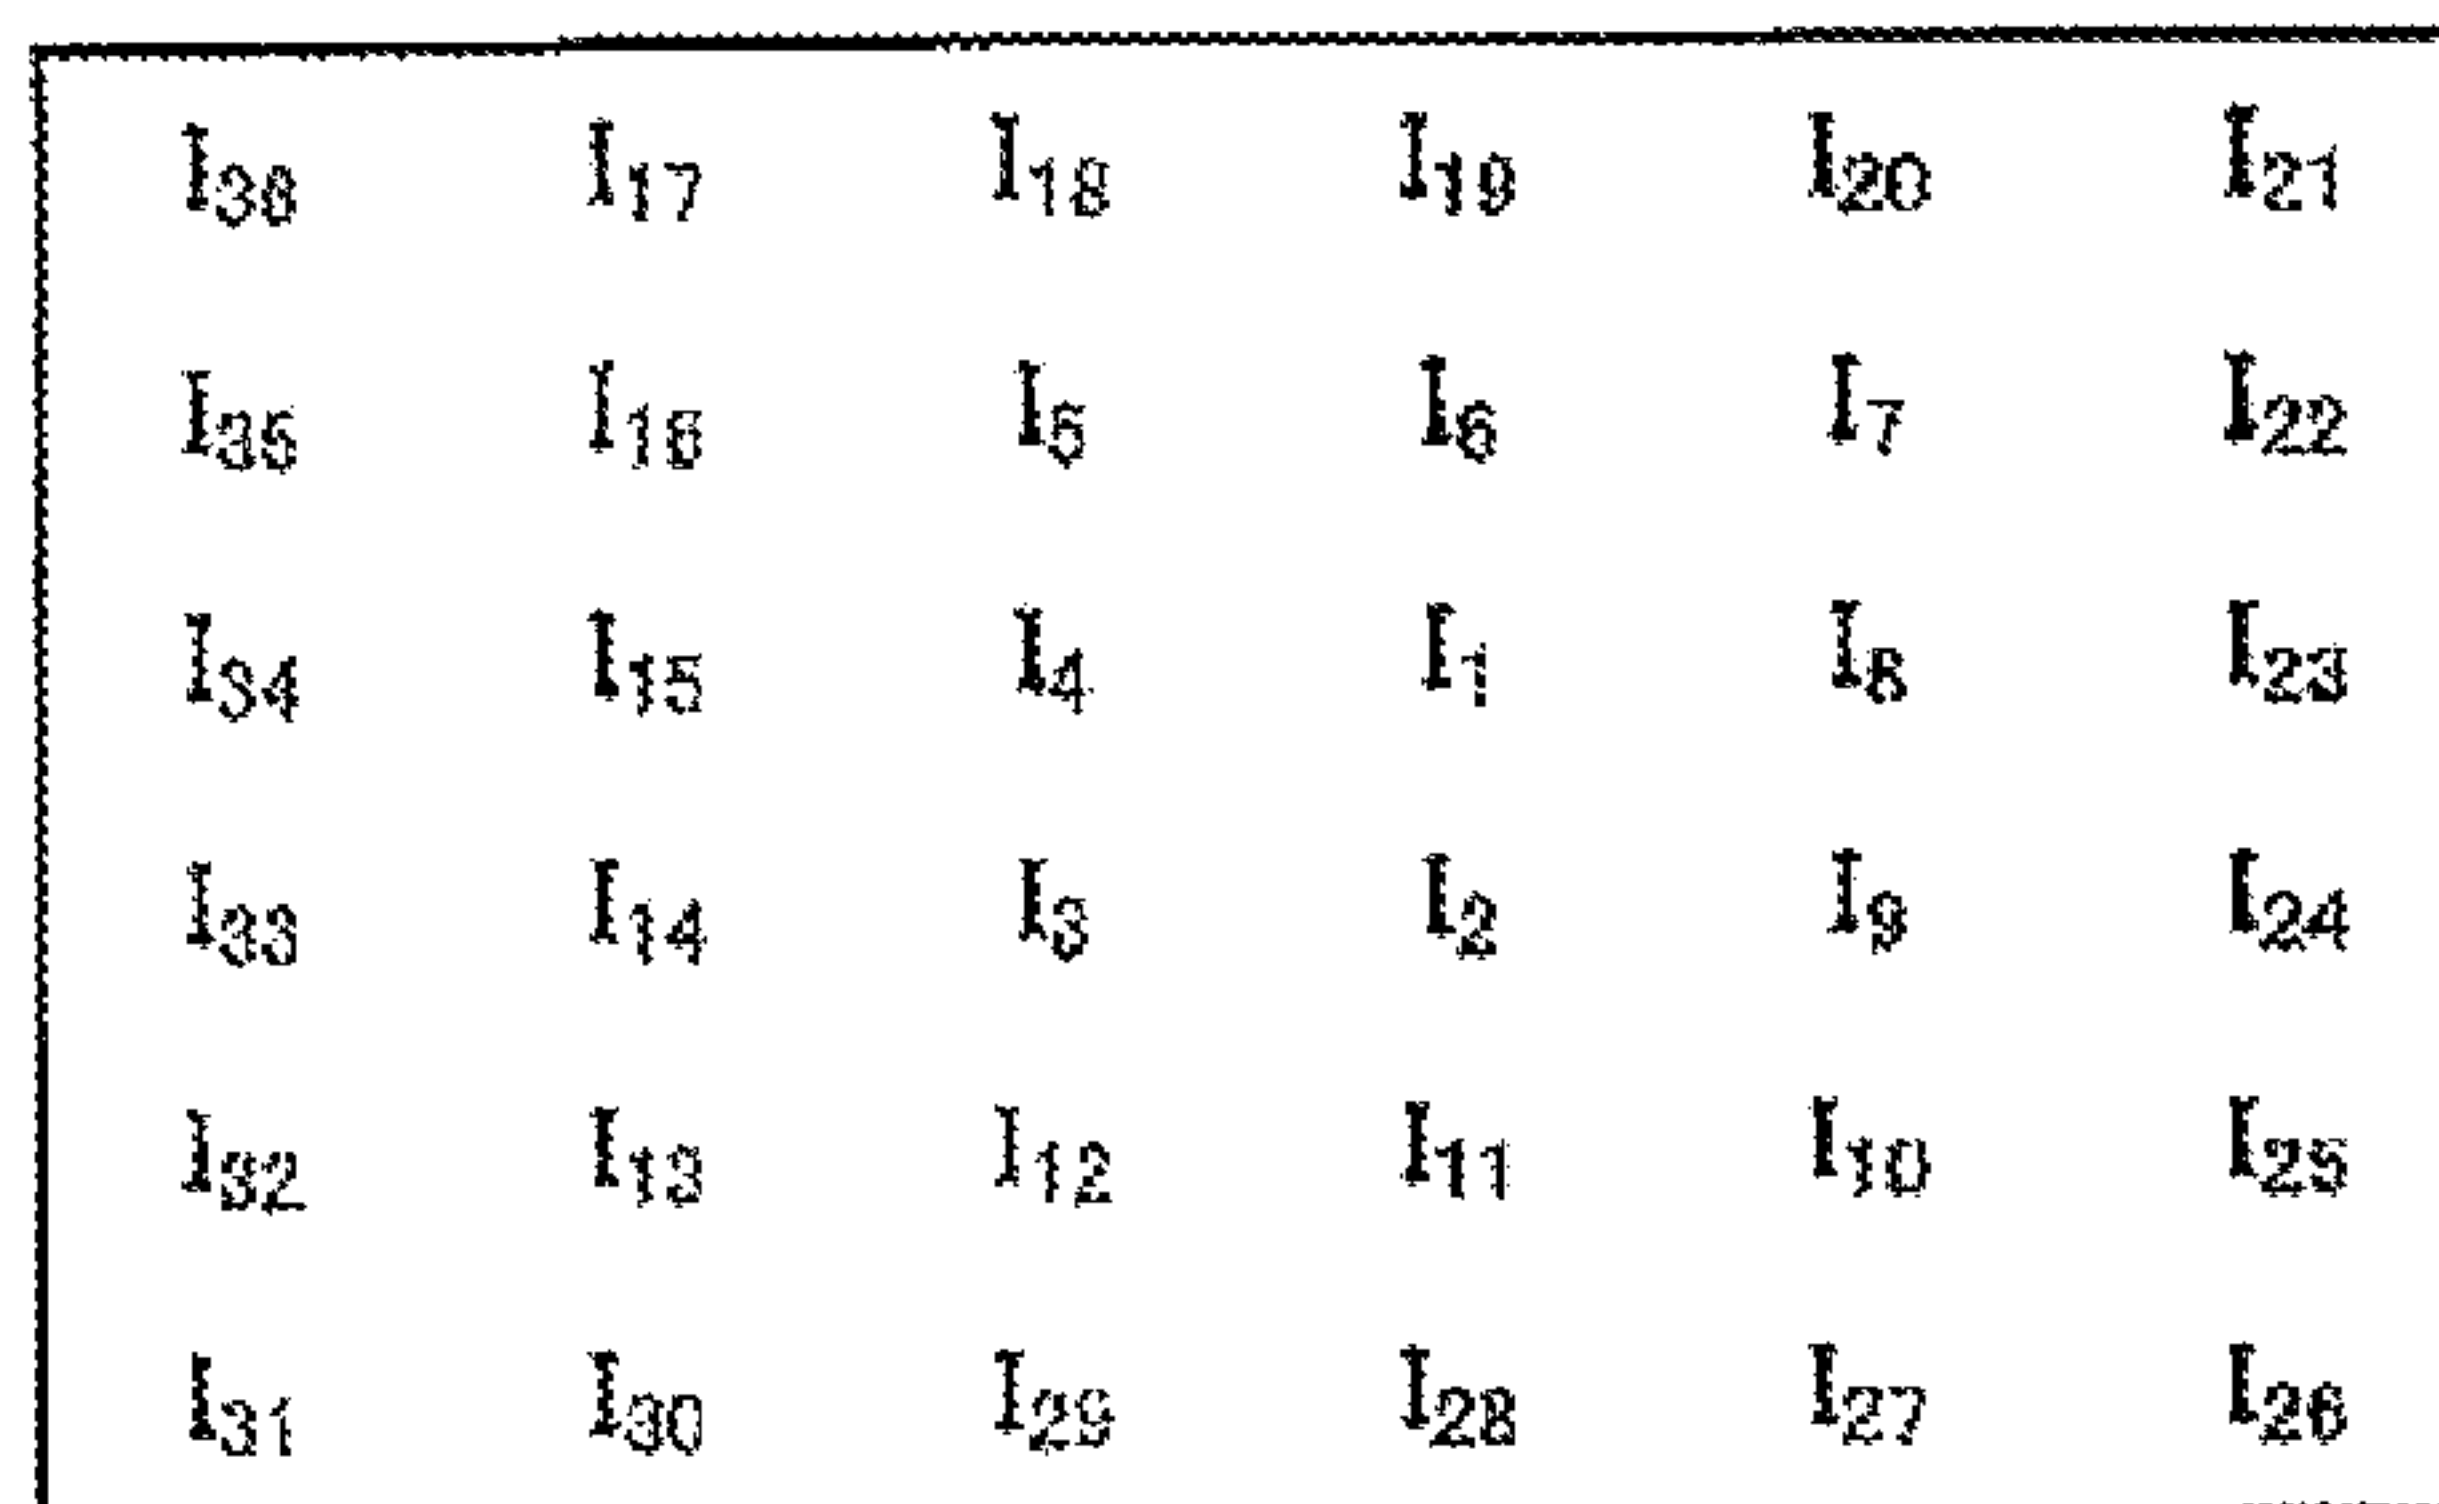 I36 I17 I18 I19 I20 I21
I35 I16 I5 I6 I7 I22
I34 I15 I4 I1 I8 I23
I33 I14 I3 I2 I9 I24
I32 I13 I12 I11 I10 I25
I31 I30 I29 I28 I27 I26